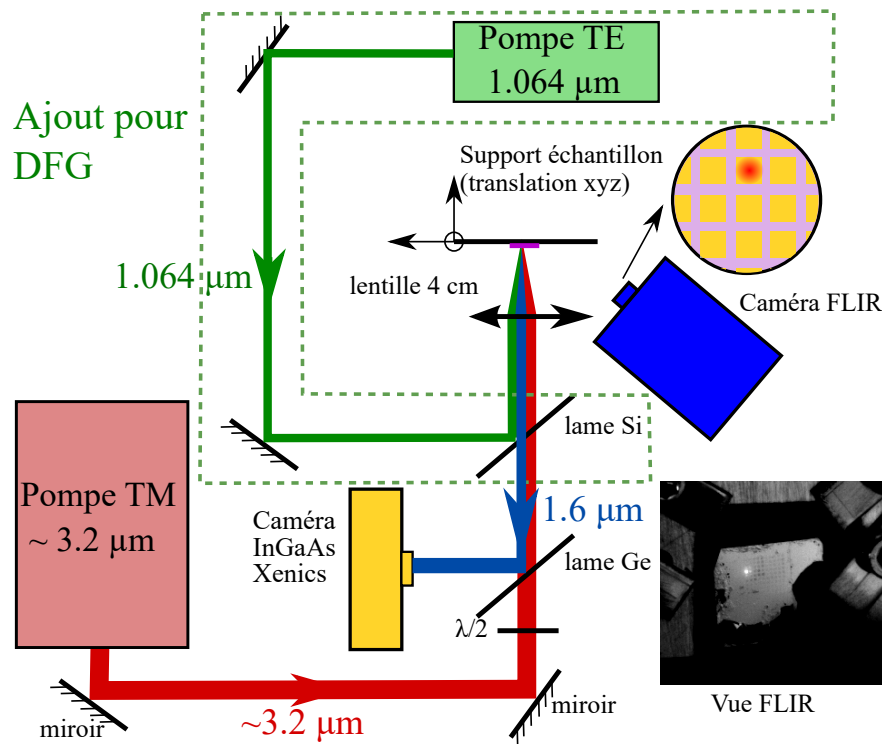 Pompe TE
1.064 µm
Ajout pour
DFG
Support échantillon
(translation xyz)
1.064 µm
lentille 4 cm
Caméra FLIR
lame Si
Pompe TM
~ 3.2 µm
Caméra
InGaAs
Xenics
1.6 µm
lame Ge
λ/2
miroir
~3.2 µm
miroir
Vue FLIR